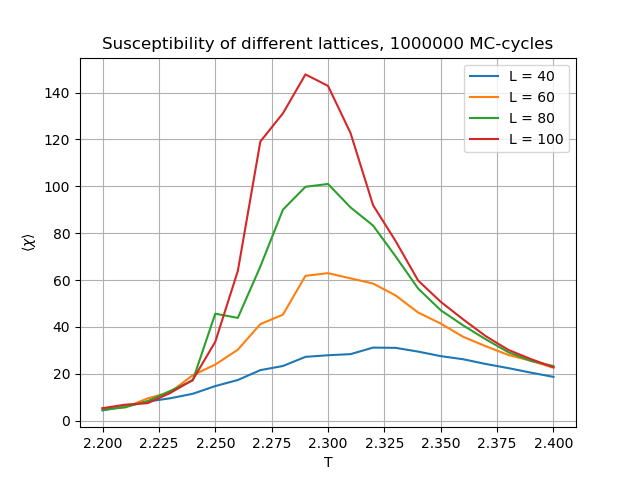 Susceptibility of different lattices, 1000000 MC-cycles
L = 40
L = 60
L = 80
L = 100
140
120
100
80
60
40
20
0
⟨χ⟩
2.200 2.225 2.250 2.275 2.300 2.325 2.350 2.375 2.400
T